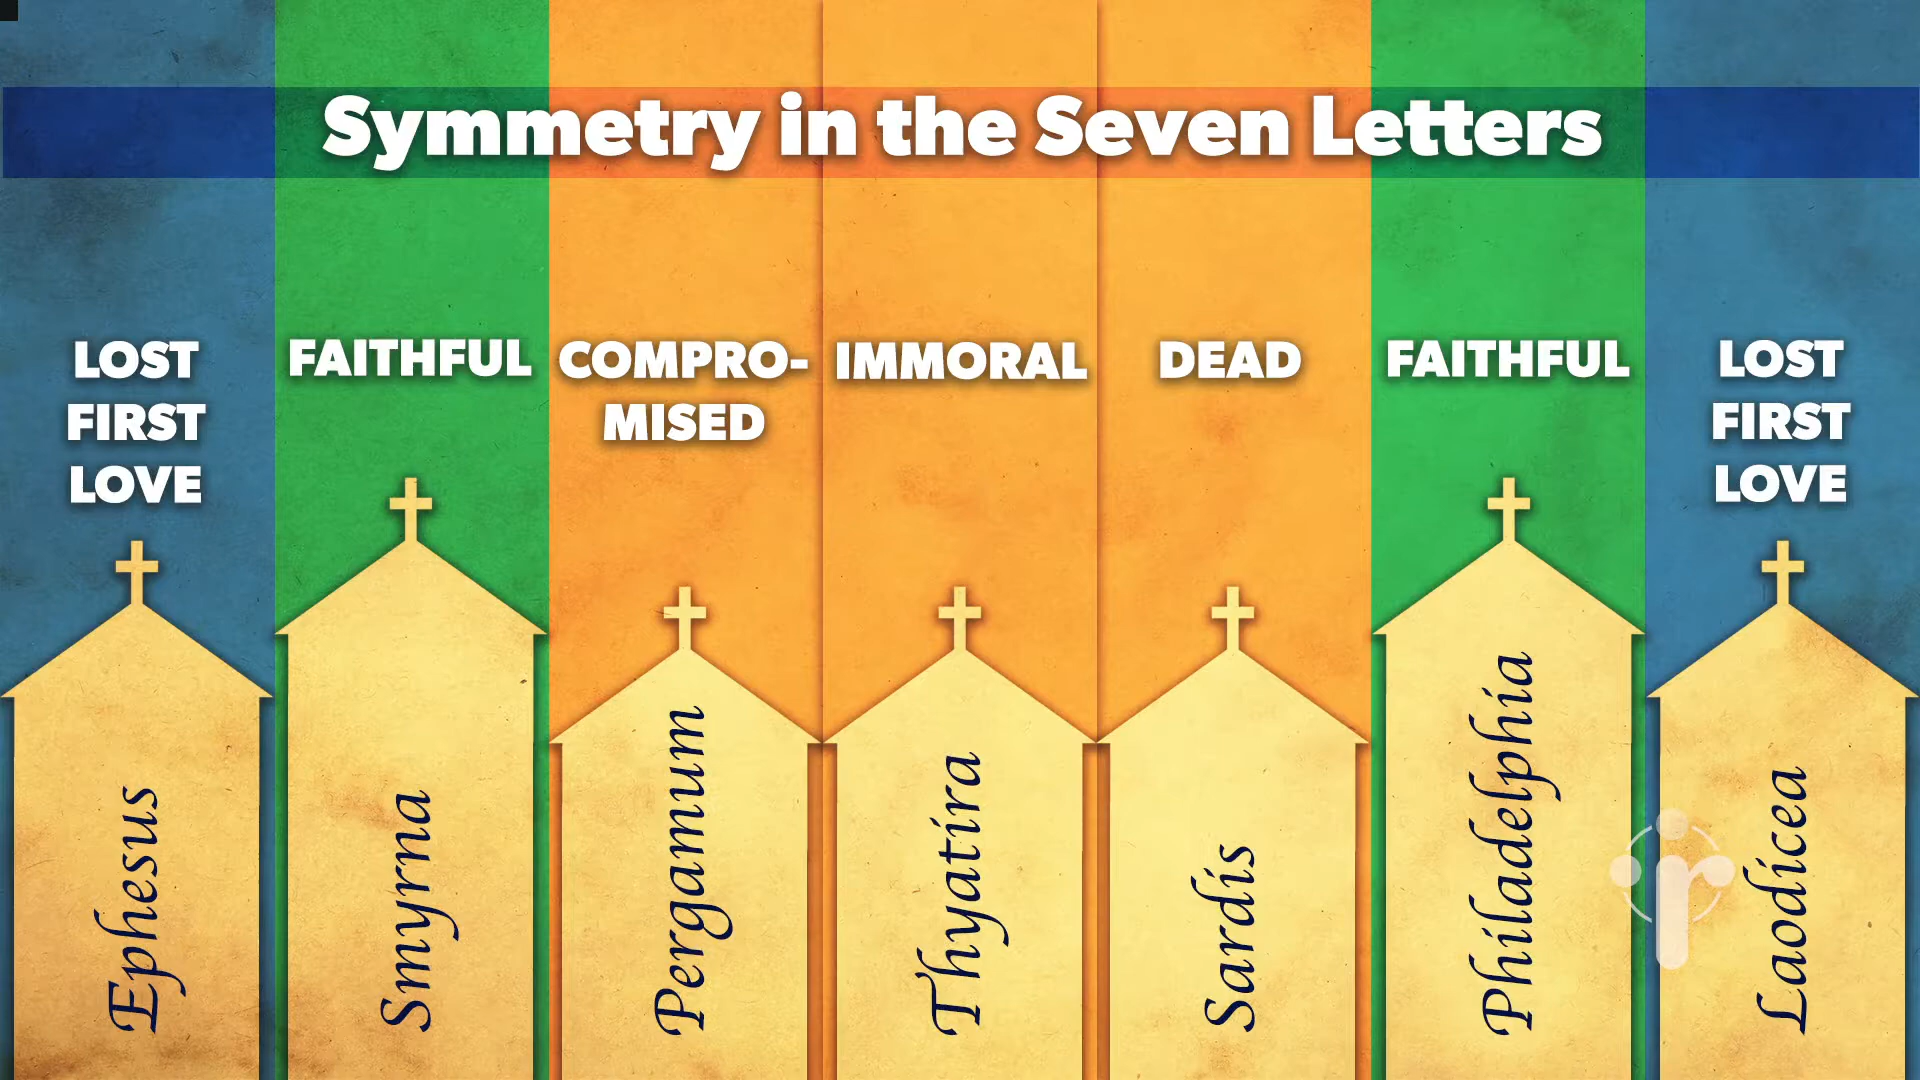 Symmetry in the Seven Letters
LOST
FIRST
LOVE
FAITHFUL
COMPRO-
MISED
IMMORAL
DEAD
FAITHFUL
LOST
FIRST
LOVE
Ephesus
Smyrna
Pergamum
Thyatira
Sardis
Philadelphia
Laodicea
ir